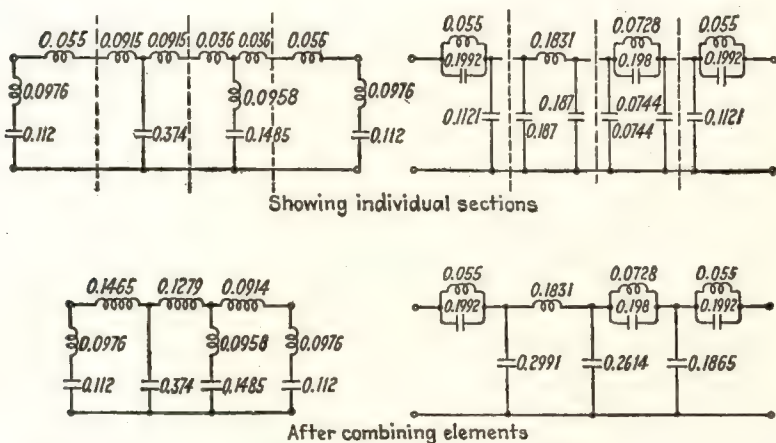 0.055 0.0915 0.0915 0.036 0.036 0.055
0.0976 0.0958 0.0976
0.112 0.374 0.1485 0.112
0.055 0.1831 0.0728 0.055
0.1992 0.198 0.1992
0.1121 0.187 0.0744 0.1121
0.187 0.0744
Showing individual sections
0.1465 0.1279 0.0914
0.0976 0.0958 0.0976
0.112 0.374 0.1485 0.112
0.055 0.1831 0.0728 0.055
0.1992 0.198 0.1992
0.2991 0.2614 0.1865
After combining elements